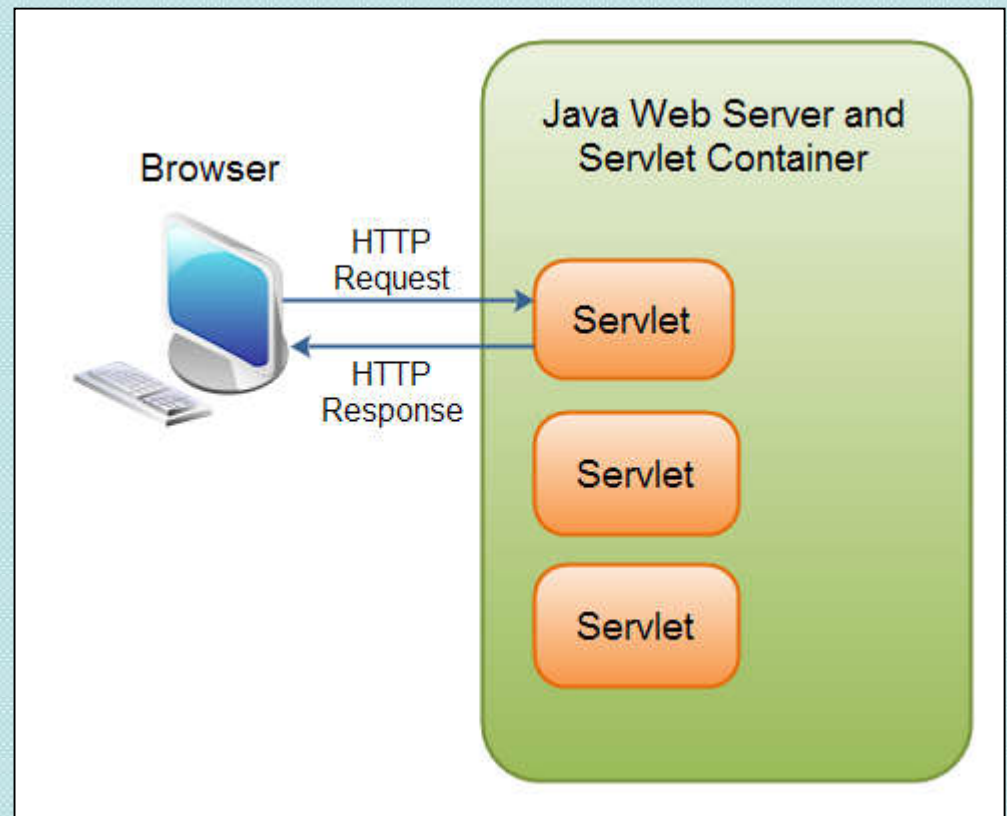 Java Web Server and
Servlet Container
Browser
HTTP
Request
HTTP
Response
Servlet
Servlet
Servlet